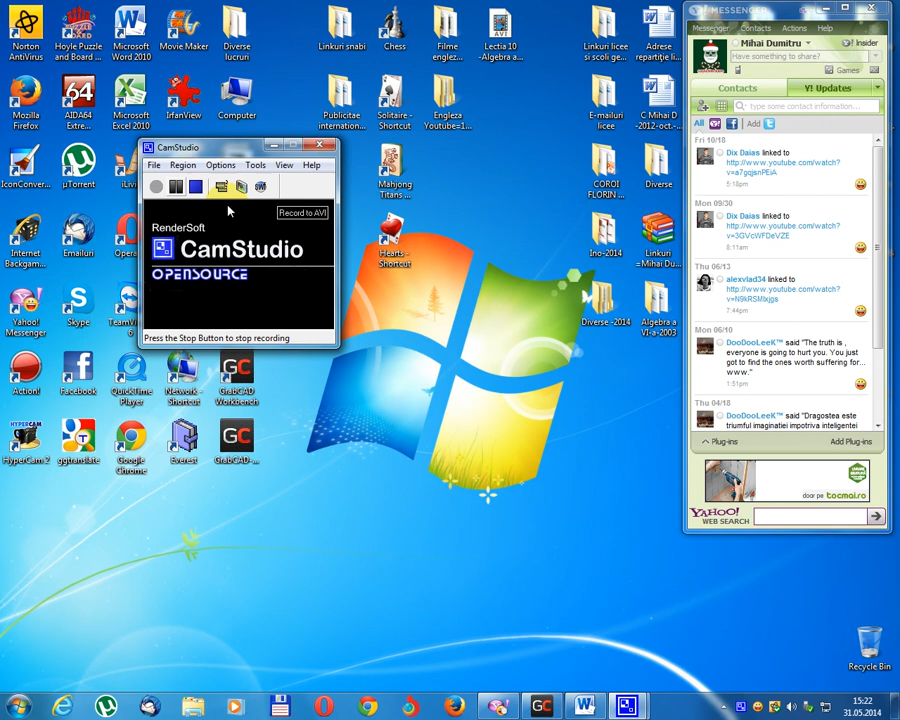 Norton
AntiVirus
Hoyle Puzzle
and Board ...
Microsoft
Word 2010
Movie Maker
Diverse
lucruri
Linkuri snabi
Chess
Filme
englez...
Lectia 10
-Algebra a...
Linkuri licee
si scoli ge...
Adrese
repartiție li...
Mozilla
Firefox
64
AIDA64
Extre...
Microsoft
Excel 2010
IrfanView
Computer
Publicitate
internation...
Solitaire -
Shortcut
Engleza
Youtube=1...
E-mailuri
licee
C Mihai D
-2012-oct.-...
IconConver...
µTorrent
iLivi
Mahjong
Titans ...
COROI
FLORIN ...
Diverse
Internet
Backgam...
Emailuri
Opera
Hearts -
Shortcut
Ino-2014
Linkuri
=Mihai Du...
Yahoo!
Messenger
Skype
TeamV
6
Diverse -2014
Algebra a
VI-a-2003
Action!
Facebook
QuickTime
Player
Network -
Shortcut
GC
GrabCAD
Workbench
HYPERCAM
HyperCam 2
ggtranslate
Google
Chrome
Everest
GC
GrabCAD-...
CamStudio
File Region Options Tools View Help
Record to AVI
RenderSoft
CamStudio
OPENSOURCE
Press the Stop Button to stop recording
Y! MESSENGER
Messenger Contacts Actions Help
Mihai Dumitru
Y! Insider
Have something to share?
Games
Contacts
Y! Updates
type some contact information...
All
Add
Fri 10/18
Dix Daias linked to
http://www.youtube.com/watch?
v=a7gqjsnPEiA
5:18pm
Mon 09/30
Dix Daias linked to
http://www.youtube.com/watch?
v=3GVcWFDeVZE
8:11am
Thu 06/13
alexvlad34 linked to
http://www.youtube.com/watch?
v=N9kRSMlxjgs
7:44pm
Mon 06/10
DooDooLeeK™ said "The truth is ,
everyone is going to hurt you. You just
got to find the ones worth suffering for...
www."
1:51pm
Thu 04/18
DooDooLeeK™ said "Dragostea este
triumful imaginatiei impotriva inteligentei
Plug-ins
Add Plug-ins
doar pe tocmai.ro
YAHOO!
WEB SEARCH
Recycle Bin
GC
15:22
31.05.2014